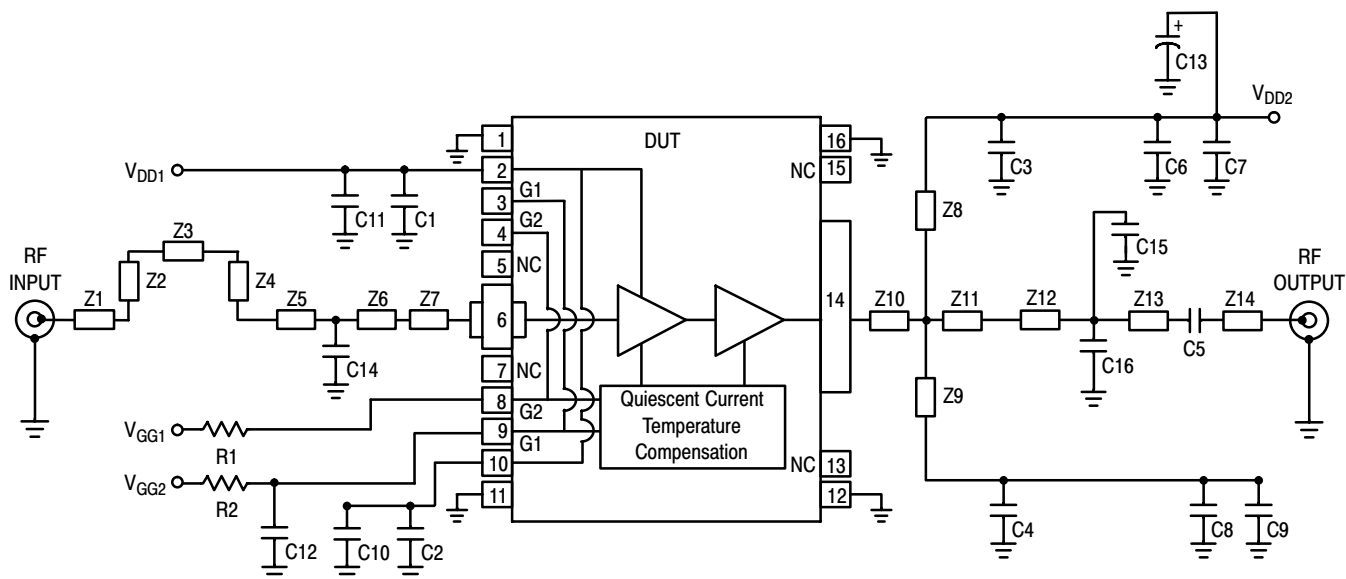 +
C13
V_DD2
1
DUT
16
2
NC 15
V_DD1
C3
C6
C7
G1
3
C11
C1
Z8
G2
4
Z3
C15
5 NC
RF
INPUT
Z2
Z4
14
RF
OUTPUT
Z1
Z5
Z6
Z7
6
Z10
Z11
Z12
Z13
Z14
C14
C5
7 NC
C16
8
Quiescent Current
Temperature
Compensation
Z9
G2
V_GG1
9
R1
G1
10
NC 13
V_GG2
11
12
R2
C12
C10
C2
C4
C8
C9